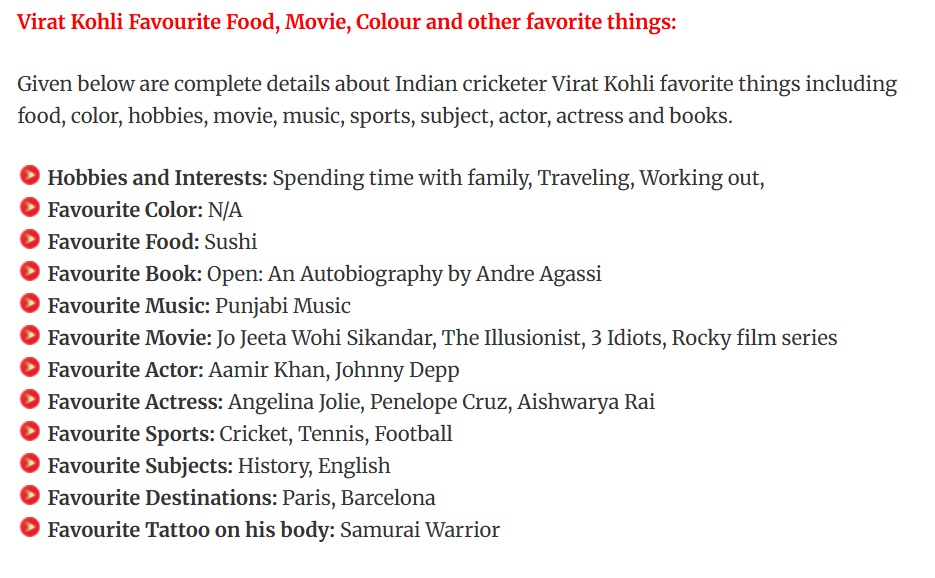 Virat Kohli Favourite Food, Movie, Colour and other favorite things:
Given below are complete details about Indian cricketer Virat Kohli favorite things including
food, color, hobbies, movie, music, sports, subject, actor, actress and books.
Hobbies and Interests: Spending time with family, Traveling, Working out,
Favourite Color: N/A
Favourite Food: Sushi
Favourite Book: Open: An Autobiography by Andre Agassi
Favourite Music: Punjabi Music
Favourite Movie: Jo Jeeta Wohi Sikandar, The Illusionist, 3 Idiots, Rocky film series
Favourite Actor: Aamir Khan, Johnny Depp
Favourite Actress: Angelina Jolie, Penelope Cruz, Aishwarya Rai
Favourite Sports: Cricket, Tennis, Football
Favourite Subjects: History, English
Favourite Destinations: Paris, Barcelona
Favourite Tattoo on his body: Samurai Warrior